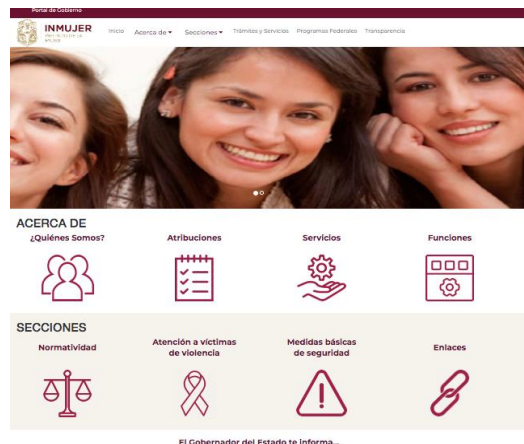 Portal de Gobierno
INMUJER
Inicio Acerca de Secciones Trámites y Servicios Programas Federales Transparencia
ACERCA DE
¿Quiénes Somos? Atribuciones Servicios Funciones
SECCIONES
Normatividad Atención a víctimas de violencia Medidas básicas de seguridad Enlaces
El Gobernador del Estado te informa...